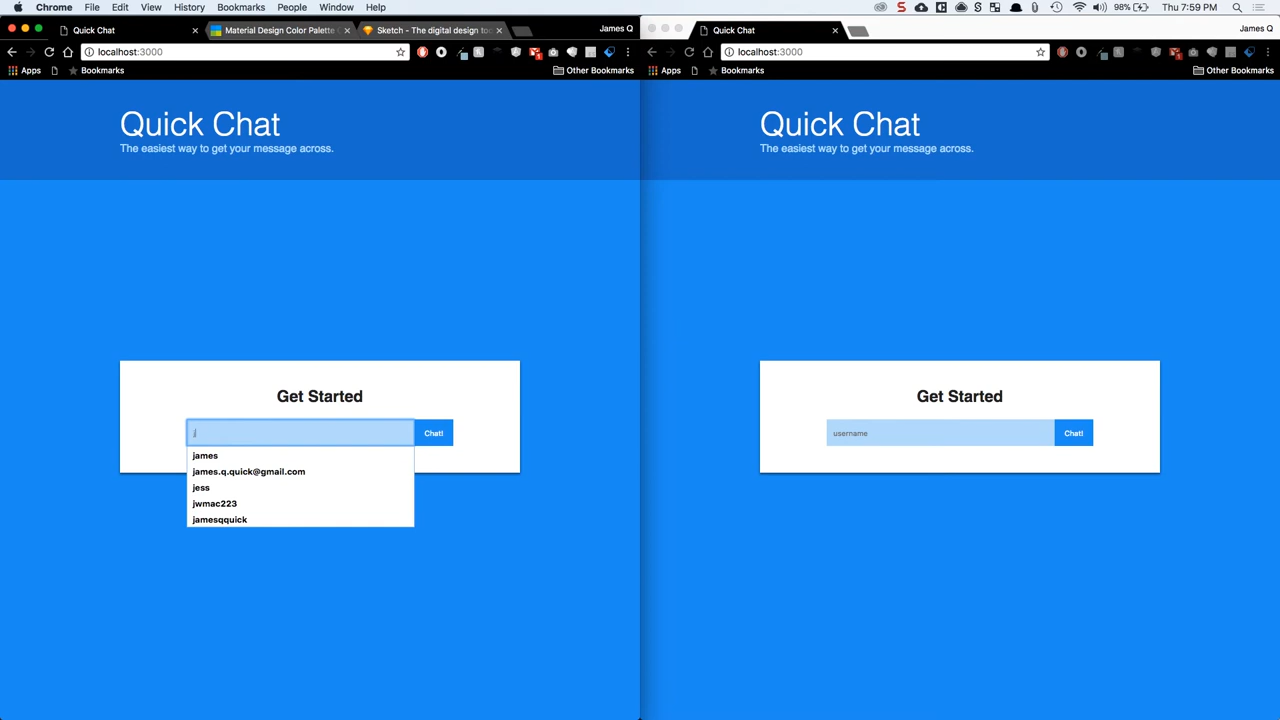 Chrome File Edit View History Bookmarks People Window Help 98% Thu 7:59 PM
Quick Chat Material Design Color Palette Sketch - The digital design to James Q
localhost:3000
Apps Bookmarks Other Bookmarks
Quick Chat
The easiest way to get your message across.
Get Started
j Chat!
james
james.q.quick@gmail.com
jess
jwmac223
jamesqquick
Quick Chat James Q
localhost:3000
Apps Bookmarks Other Bookmarks
Quick Chat
The easiest way to get your message across.
Get Started
username Chat!